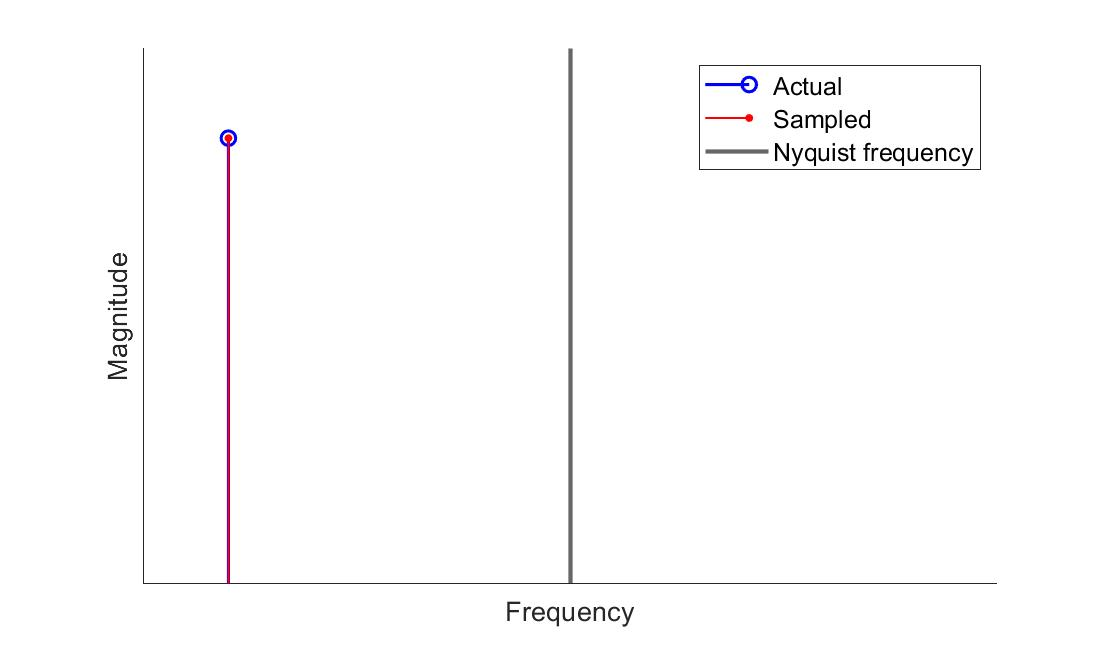 Actual
Sampled
Nyquist frequency
Magnitude
Frequency